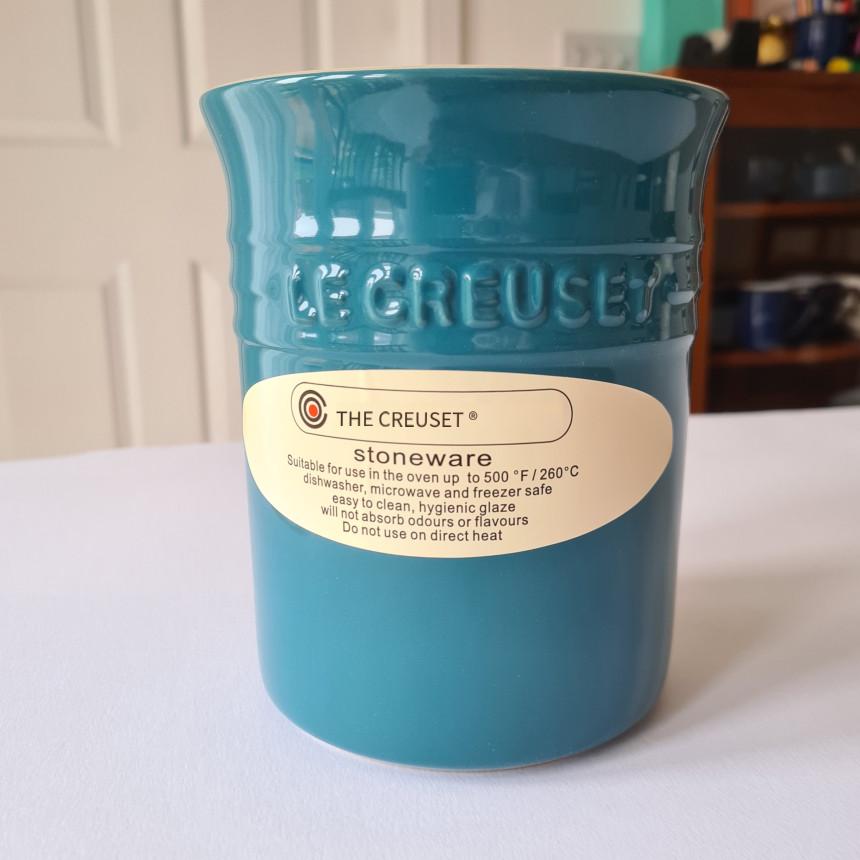 LE CREUSET
THE CREUSET ®
stoneware
Suitable for use in the oven up to 500 °F / 260°C
dishwasher, microwave and freezer safe
easy to clean, hygienic glaze
will not absorb odours or flavours
Do not use on direct heat